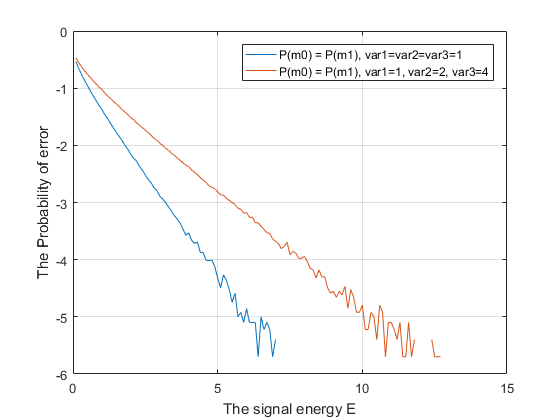 P(m0) = P(m1), var1=var2=var3=1
P(m0) = P(m1), var1=1, var2=2, var3=4
The Probability of error
0
-1
-2
-3
-4
-5
-6
0
5
10
15
The signal energy E